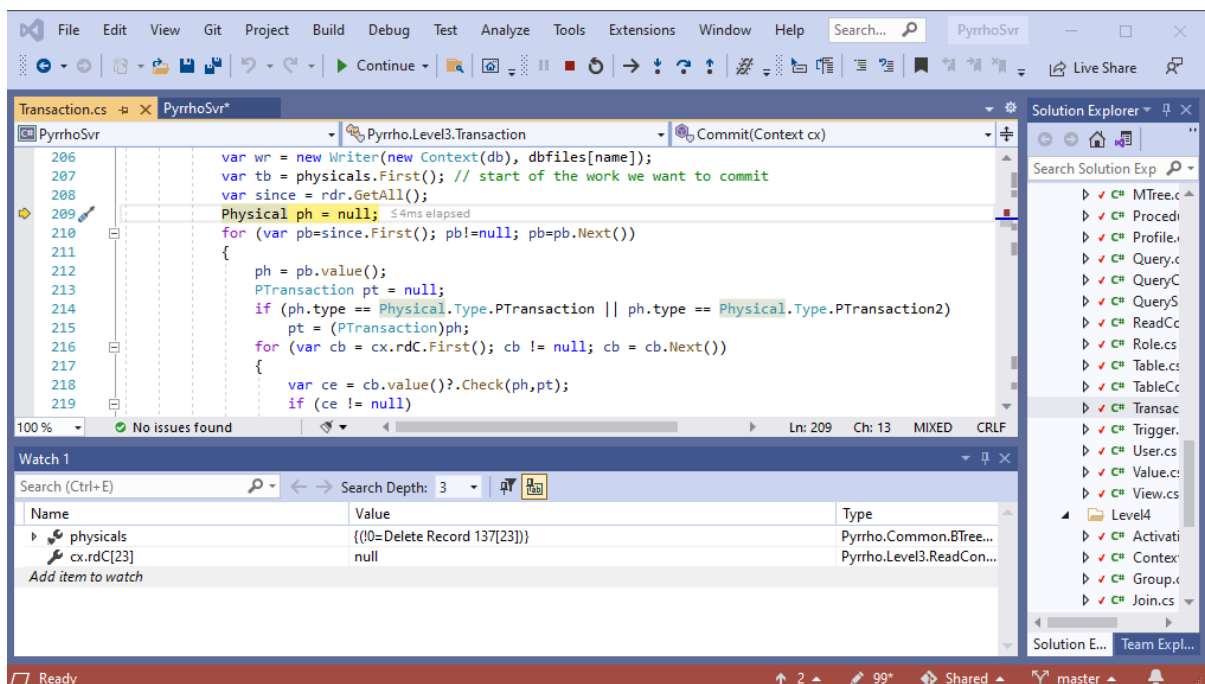 File Edit View Git Project Build Debug Test Analyze Tools Extensions Window Help Search... PyrrhoSvr
Continue Live Share
Transaction.cs PyrrhoSvr*
C# PyrrhoSvr Pyrrho.Level3.Transaction Commit(Context cx)
206 var wr = new Writer(new Context(db), dbfiles[name]);
207 var tb = physicals.First(); // start of the work we want to commit
208 var since = rdr.GetAll();
209 Physical ph = null; ≤4ms elapsed
210 for (var pb=since.First(); pb!=null; pb=pb.Next())
211 {
212 ph = pb.value();
213 PTransaction pt = null;
214 if (ph.type == Physical.Type.PTransaction || ph.type == Physical.Type.PTransaction2)
215 pt = (PTransaction)ph;
216 for (var cb = cx.rdC.First(); cb != null; cb = cb.Next())
217 {
218 var ce = cb.value()?.Check(ph,pt);
219 if (ce != null)
100 % No issues found Ln: 209 Ch: 13 MIXED CRLF
Watch 1
Search (Ctrl+E) Search Depth: 3
Name Value Type
physicals {(!0=Delete Record 137[23])} Pyrrho.Common.BTree...
cx.rdC[23] null Pyrrho.Level3.ReadCon...
Add item to watch
Solution Explorer
Search Solution Exp
C# MTree.c
C# Procedu
C# Profile.
C# Query.c
C# QueryC
C# QueryS
C# ReadCo
C# Role.cs
C# Table.cs
C# TableCo
C# Transac
C# Trigger.
C# User.cs
C# Value.cs
C# View.cs
Level4
C# Activati
C# Context
C# Group.c
C# Join.cs
Solution E... Team Expl...
Ready 2 99* Shared master